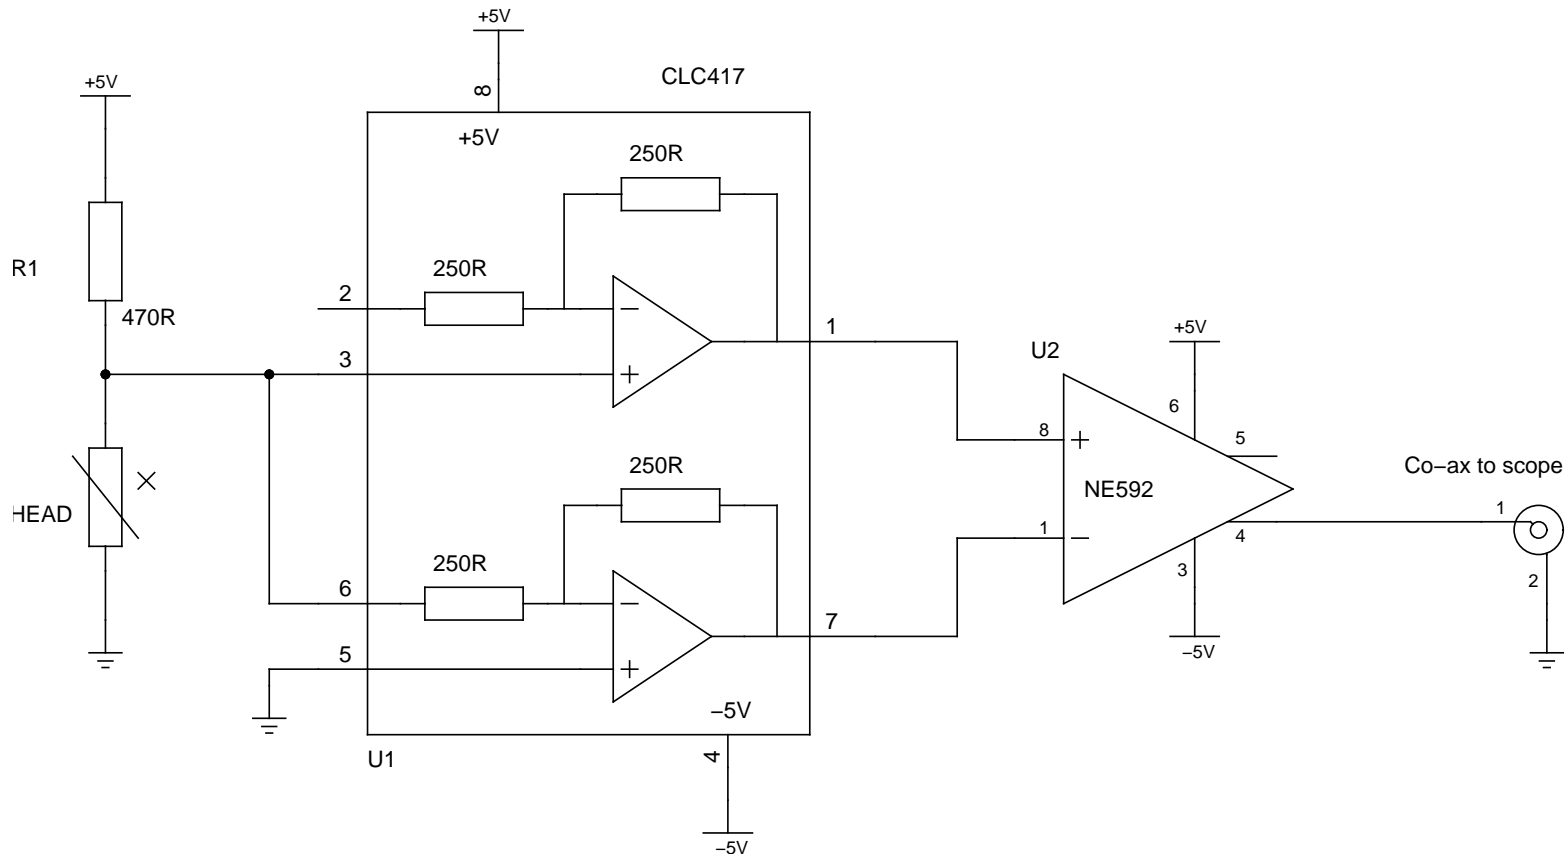 +5V
CLC417
+5V
8
+5V
250R
R1
250R
2
470R
3
1
+5V
U2
6
5
8
HEAD
250R
NE592
Co-ax to scope
1
1
4
250R
3
2
6
7
-5V
5
-5V
U1
4
-5V